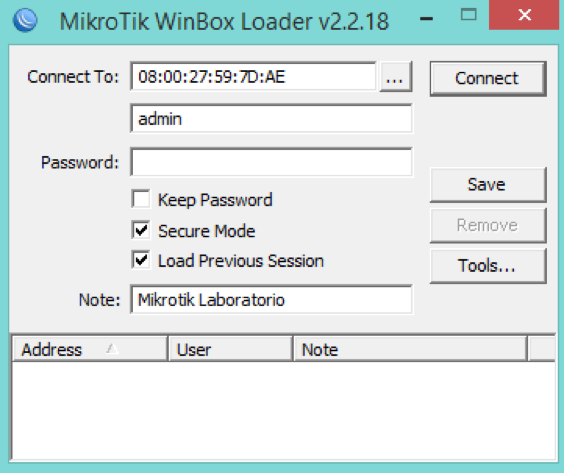 MikroTik WinBox Loader v2.2.18
Connect To: 08:00:27:59:7D:AE ... Connect
admin
Password:
Keep Password
Save
Secure Mode
Remove
Load Previous Session
Tools...
Note: Mikrotik Laboratorio
Address User Note